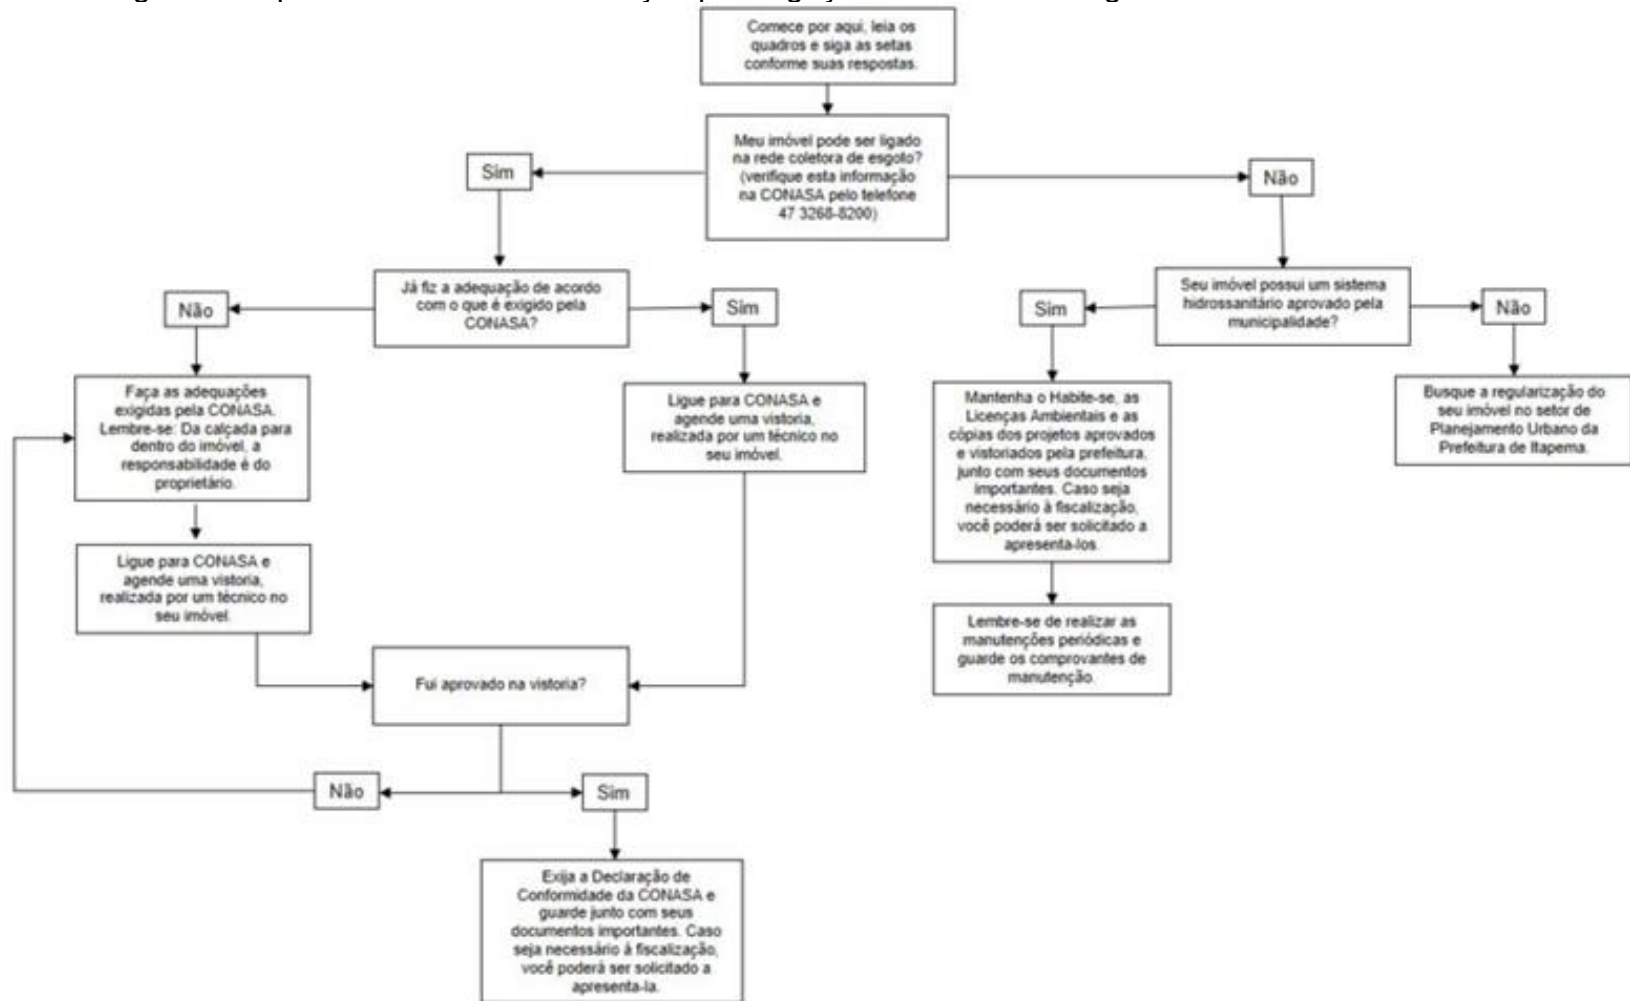 Comece por aqui, leia os
quadros e siga as setas
conforme suas respostas.
Meu imóvel pode ser ligado
na rede coletora de esgoto?
(verifique esta informação
na CONASA pelo telefone
47 3268-8200)
Sim
Não
Já fiz a adequação de acordo
com o que é exigido pela
CONASA?
Seu imóvel possui um sistema
hidrossanitário aprovado pela
municipalidade?
Não
Sim
Sim
Não
Faça as adequações
exigidas pela CONASA.
Lembre-se: Da calçada para
dentro do imóvel, a
responsabilidade é do
proprietário.
Ligue para CONASA e
agende uma vistoria,
realizada por um técnico no
seu imóvel.
Mantenha o Habite-se, as
Licenças Ambientais e as
cópias dos projetos aprovados
e vistoriados pela prefeitura,
junto com seus documentos
importantes. Caso seja
necessário à fiscalização,
você poderá ser solicitado a
apresenta-los.
Busque a regularização do
seu imóvel no setor de
Planejamento Urbano da
Prefeitura de Itapema.
Ligue para CONASA e
agende uma vistoria,
realizada por um técnico no
seu imóvel.
Lembre-se de realizar as
manutenções periódicas e
guarde os comprovantes de
manutenção.
Fui aprovado na vistoria?
Não
Sim
Exija a Declaração de
Conformidade da CONASA e
guarde junto com seus
documentos importantes. Caso
seja necessário á fiscalização,
você poderá ser solicitado a
apresenta-la.